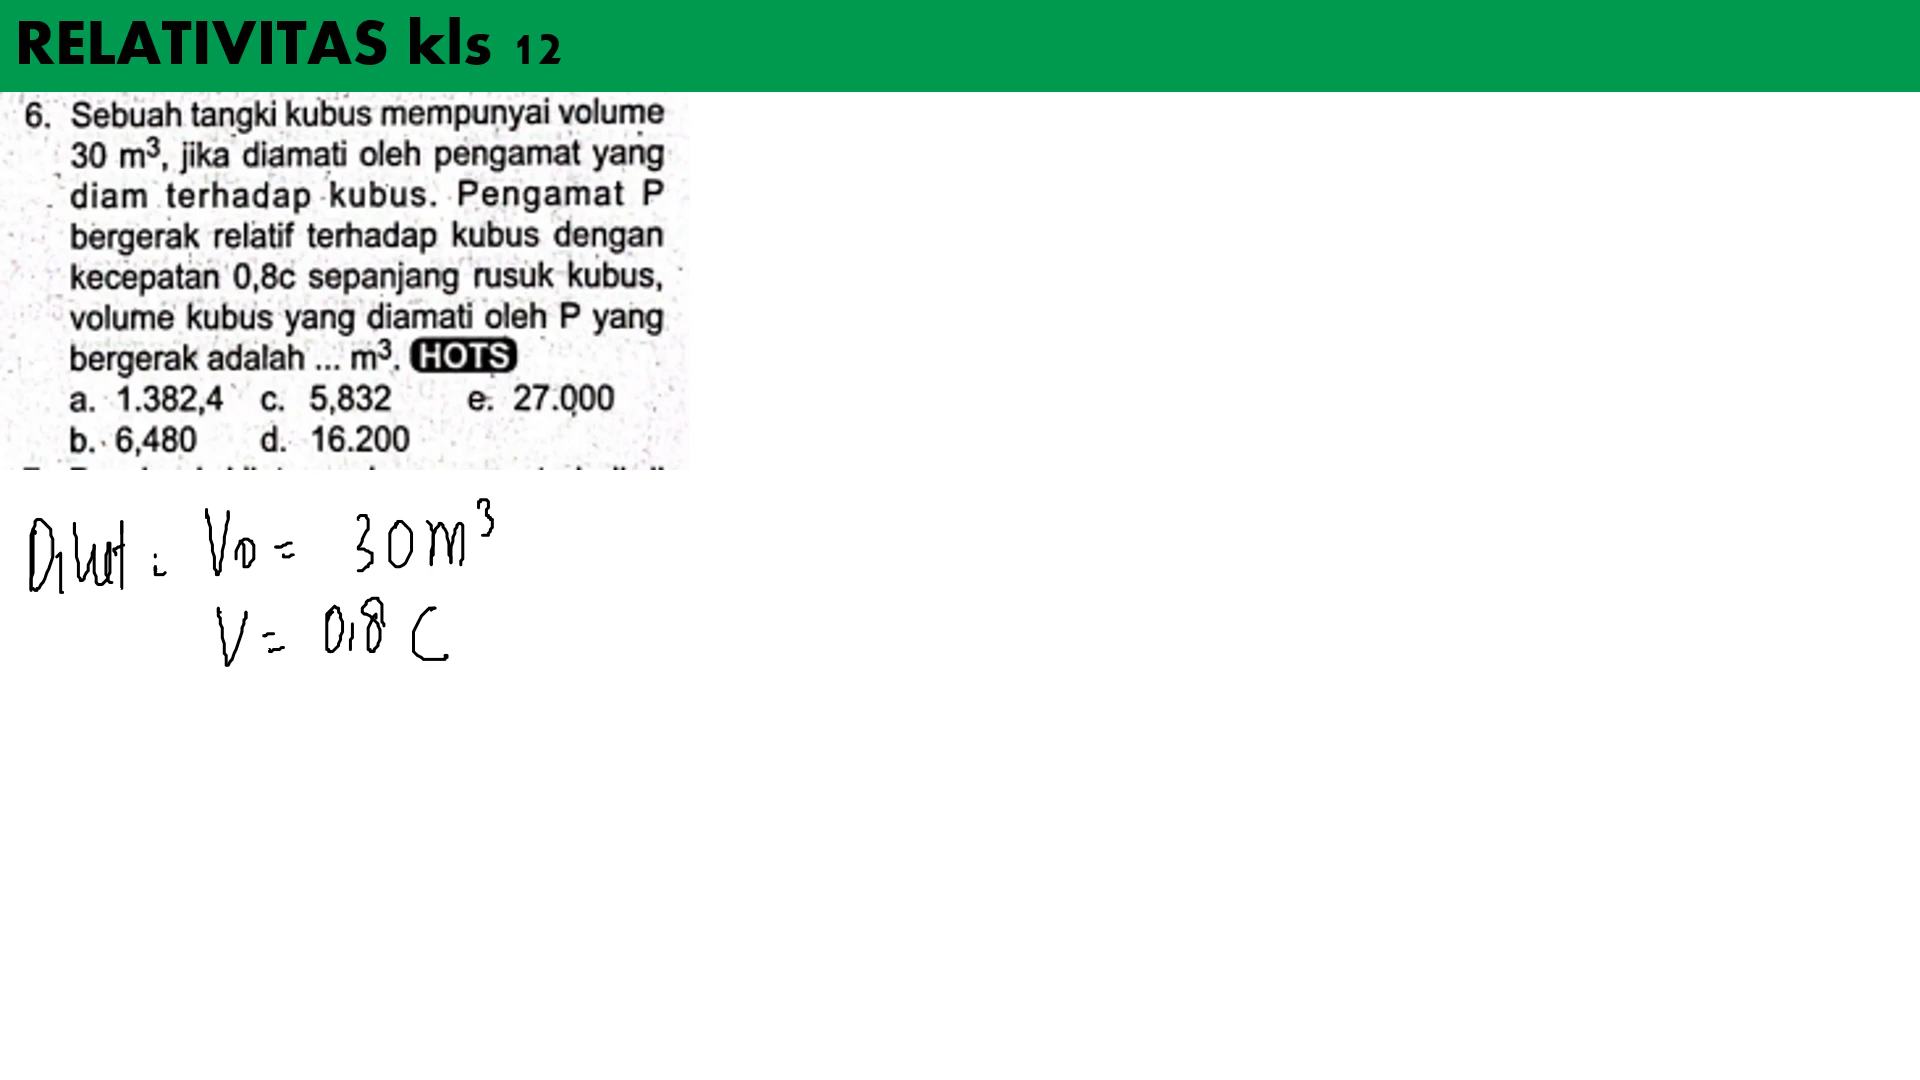 RELATIVITAS kls 12
6. Sebuah tangki kubus mempunyai volume
30 m³, jika diamati oleh pengamat yang
diam terhadap kubus. Pengamat P
bergerak relatif terhadap kubus dengan
kecepatan 0,8c sepanjang rusuk kubus,
volume kubus yang diamati oleh P yang
bergerak adalah ... m³. HOTS
a. 1.382,4 c. 5,832 e. 27.000
b. 6,480 d. 16.200
Diket : V₀ = 30 m³
V = 0,8 C